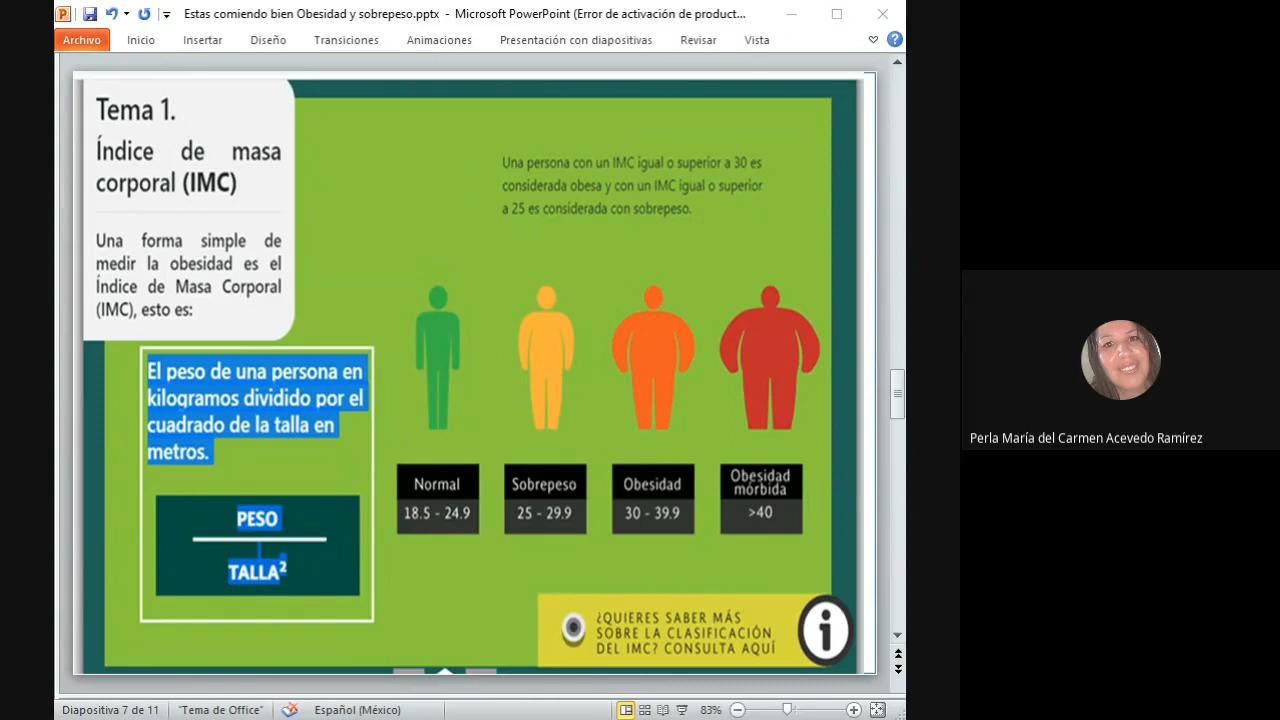 Estas comiendo bien Obesidad y sobrepeso.pptx - Microsoft PowerPoint (Error de activación de product...
Archivo Inicio Insertar Diseño Transiciones Animaciones Presentación con diapositivas Revisar Vista
Tema 1.
Índice de masa
corporal (IMC)
Una forma simple de
medir la obesidad es el
Índice de Masa Corporal
(IMC), esto es:
Una persona con un IMC igual o superior a 30 es
considerada obesa y con un IMC igual o superior
a 25 es considerada con sobrepeso.
El peso de una persona en
kilogramos dividido por el
cuadrado de la talla en
metros.
PESO
TALLA²
Normal
18.5 - 24.9
Sobrepeso
25 - 29.9
Obesidad
30 - 39.9
Obesidad
mórbida
>40
¿QUIERES SABER MÁS
SOBRE LA CLASIFICACIÓN
DEL IMC? CONSULTA AQUÍ
Perla María del Carmen Acevedo Ramírez
Diapositiva 7 de 11 "Tema de Office" Español (México) 83%